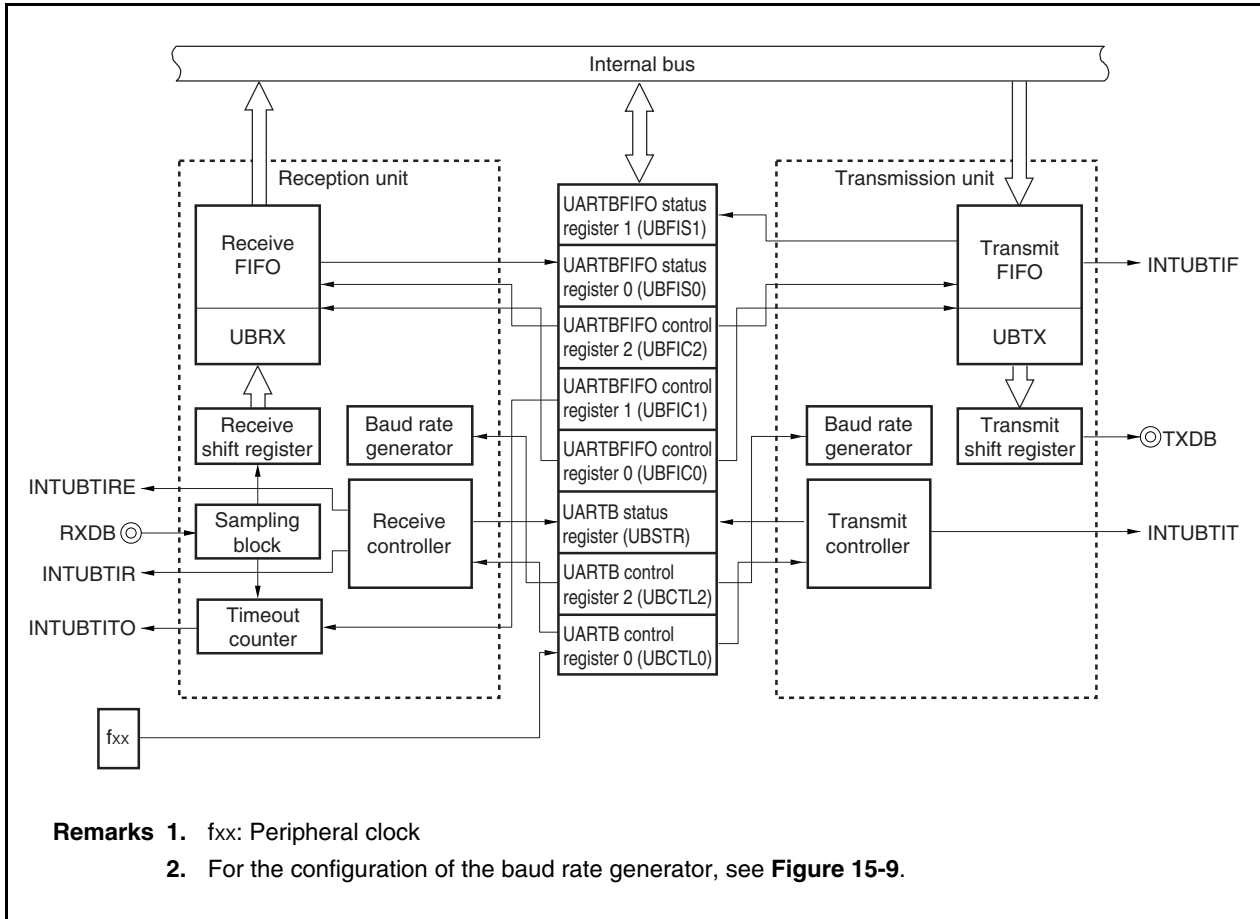 Internal bus
Reception unit
Transmission unit
Receive
FIFO
UBRX
Receive
shift register
Baud rate
generator
INTUBTIRE
RXDB
Sampling
block
Receive
controller
INTUBTIR
INTUBTITO
Timeout
counter
fxx
UARTBFIFO status
register 1 (UBFIS1)
UARTBFIFO status
register 0 (UBFIS0)
UARTBFIFO control
register 2 (UBFIC2)
UARTBFIFO control
register 1 (UBFIC1)
UARTBFIFO control
register 0 (UBFIC0)
UARTB status
register (UBSTR)
UARTB control
register 2 (UBCTL2)
UARTB control
register 0 (UBCTL0)
Transmit
FIFO
UBTX
INTUBTIF
Baud rate
generator
Transmit
shift register
TXDB
Transmit
controller
INTUBTIT
Remarks 1. fxx: Peripheral clock
2. For the configuration of the baud rate generator, see Figure 15-9.